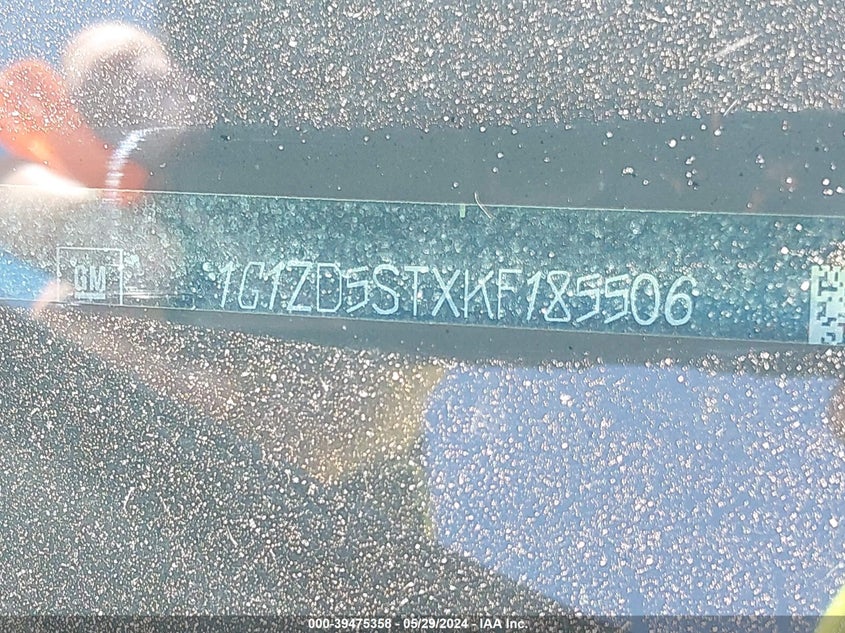 GM
1G1ZD5STXKF185506
000-39475358 - 05/29/2024 - IAA Inc.